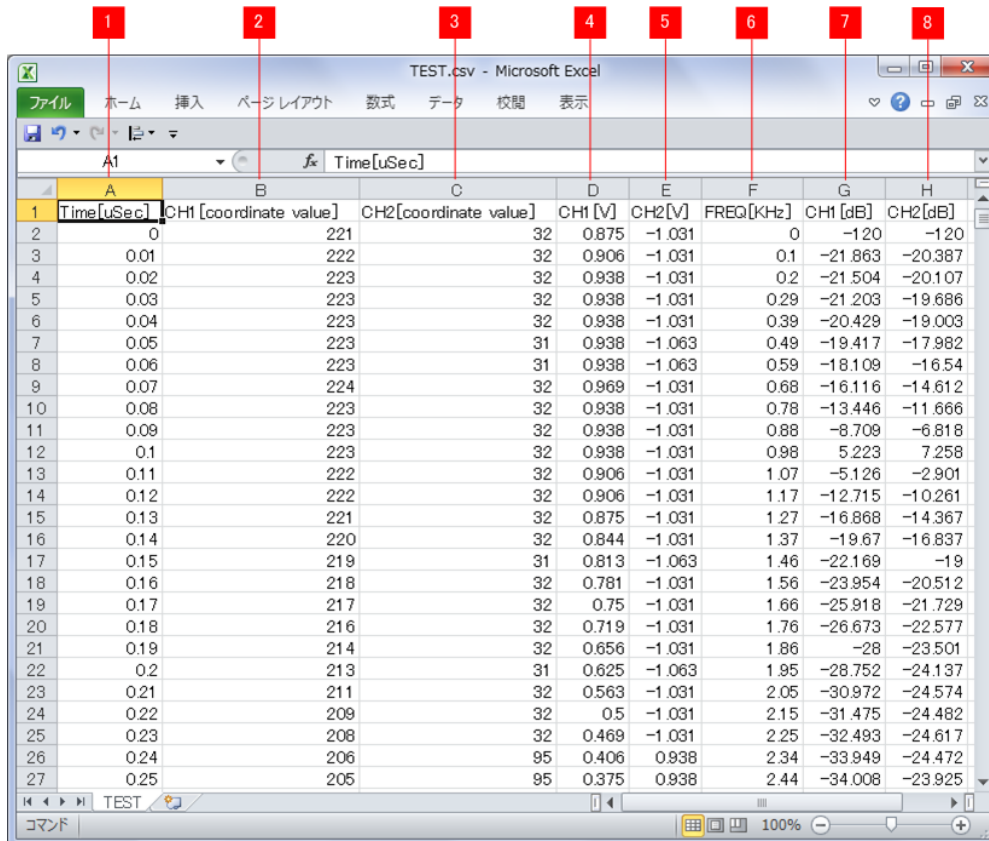 1 2 3 4 5 6 7 8
TEST.csv - Microsoft Excel
ファイル ホーム 挿入 ページ レイアウト 数式 データ 校閲 表示
A1 fx Time[uSec]
A B C D E F G H
1 Time[uSec] CH1[coordinate value] CH2[coordinate value] CH1[V] CH2[V] FREQ[KHz] CH1[dB] CH2[dB]
2 0 221 32 0.875 -1.031 0 -120 -120
3 0.01 222 32 0.906 -1.031 0.1 -21.863 -20.387
4 0.02 223 32 0.938 -1.031 0.2 -21.504 -20.107
5 0.03 223 32 0.938 -1.031 0.29 -21.203 -19.686
6 0.04 223 32 0.938 -1.031 0.39 -20.429 -19.003
7 0.05 223 31 0.938 -1.063 0.49 -19.417 -17.982
8 0.06 223 31 0.938 -1.063 0.59 -18.109 -16.54
9 0.07 224 32 0.969 -1.031 0.68 -16.116 -14.612
10 0.08 223 32 0.938 -1.031 0.78 -13.446 -11.666
11 0.09 223 32 0.938 -1.031 0.88 -8.709 -6.818
12 0.1 223 32 0.938 -1.031 0.98 5.223 7.258
13 0.11 222 32 0.906 -1.031 1.07 -5.126 -2.901
14 0.12 222 32 0.906 -1.031 1.17 -12.715 -10.261
15 0.13 221 32 0.875 -1.031 1.27 -16.868 -14.367
16 0.14 220 32 0.844 -1.031 1.37 -19.67 -16.837
17 0.15 219 31 0.813 -1.063 1.46 -22.169 -19
18 0.16 218 32 0.781 -1.031 1.56 -23.954 -20.512
19 0.17 217 32 0.75 -1.031 1.66 -25.918 -21.729
20 0.18 216 32 0.719 -1.031 1.76 -26.673 -22.577
21 0.19 214 32 0.656 -1.031 1.86 -28 -23.501
22 0.2 213 31 0.625 -1.063 1.95 -28.752 -24.137
23 0.21 211 32 0.563 -1.031 2.05 -30.972 -24.574
24 0.22 209 32 0.5 -1.031 2.15 -31.475 -24.482
25 0.23 208 32 0.469 -1.031 2.25 -32.493 -24.617
26 0.24 206 95 0.406 0.938 2.34 -33.949 -24.472
27 0.25 205 95 0.375 0.938 2.44 -34.008 -23.925
TEST
コマンド 100%